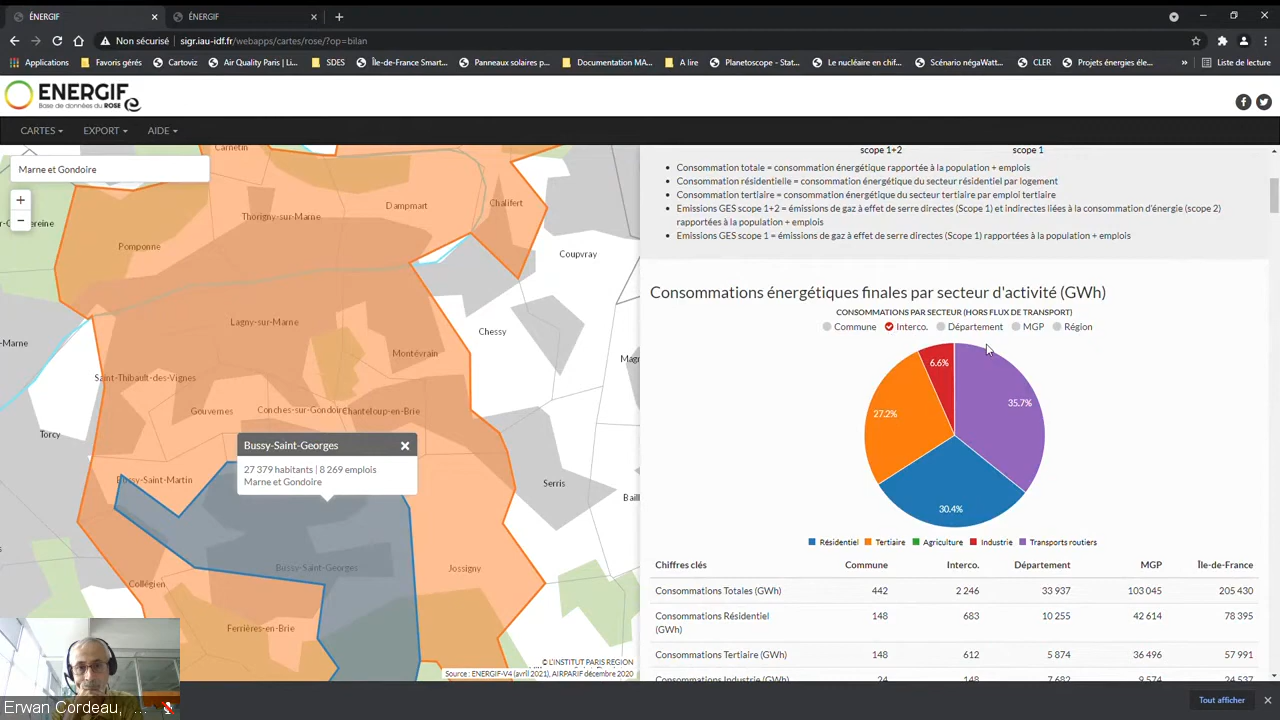 ÉNERGIF
ÉNERGIF
Non sécurisé | sigr.iau-idf.fr/webapps/cartes/rose/?op=bilan
Applications
Favoris gérés
Cartoviz
Air Quality Paris | Li...
SDES
Île-de-France Smart...
Panneaux solaires p...
Documentation MA...
A lire
Planetoscope - Stat...
Le nucléaire en chif...
Scénario négaWatt...
CLER
Projets énergies éle...
»
Liste de lecture
ENERGIF
Base de données du ROSE
CARTES
EXPORT
AIDE
Marne et Gondoire
+
−
Carnetin
Thorigny-sur-Marne
Dampmart
Chalifert
Pomponne
Coupvray
Lagny-sur-Marne
Chessy
Montévrain
Saint-Thibault-des-Vignes
Gouvernes
Conches-sur-Gondoire
Chanteloup-en-Brie
Torcy
Bussy-Saint-Martin
Serris
Bussy-Saint-Georges
27 379 habitants | 8 269 emplois
Marne et Gondoire
Bussy-Saint-Georges
Jossigny
Collégien
Ferrières-en-Brie
© L'INSTITUT PARIS REGION
Source : ENERGIF-V4 (avril 2021), AIRPARIF décembre 2020
scope 1+2
scope 1
Consommation totale = consommation énergétique rapportée à la population + emplois
Consommation résidentielle = consommation énergétique du secteur résidentiel par logement
Consommation tertiaire = consommation énergétique du secteur tertiaire par emploi tertiaire
Emissions GES scope 1+2 = émissions de gaz à effet de serre directes (Scope 1) et indirectes liées à la consommation d'énergie (scope 2)
rapportées à la population + emplois
Emissions GES scope 1 = émissions de gaz à effet de serre directes (Scope 1) rapportées à la population + emplois
Consommations énergétiques finales par secteur d'activité (GWh)
CONSOMMATIONS PAR SECTEUR (HORS FLUX DE TRANSPORT)
Commune Interco. Département MGP Région
6.6%
35.7%
27.2%
30.4%
Résidentiel Tertiaire Agriculture Industrie Transports routiers
Chiffres clés Commune Interco. Département MGP Île-de-France
Consommations Totales (GWh) 442 2 246 33 937 103 045 205 430
Consommations Résidentiel 148 683 10 255 42 614 78 395
(GWh)
Consommations Tertiaire (GWh) 148 612 5 874 36 496 57 991
Consommations Industrie (GWh) 24 148 7 682 9 574 24 537
Erwan Cordeau, ...
Tout afficher